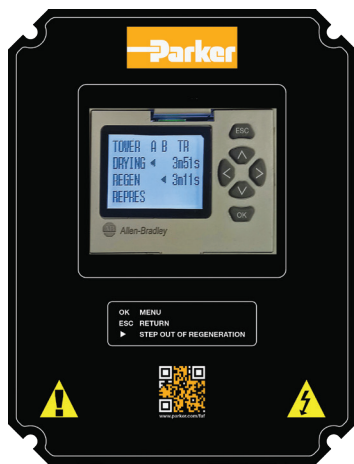 Parker
ESC
TOWER A B TR
DRYING ◄ 3m51s
REGEN ◄ 3m11s
REPRES
OK
Allen-Bradley
OK MENU
ESC RETURN
► STEP OUT OF REGENERATION
www.parker.com/faf